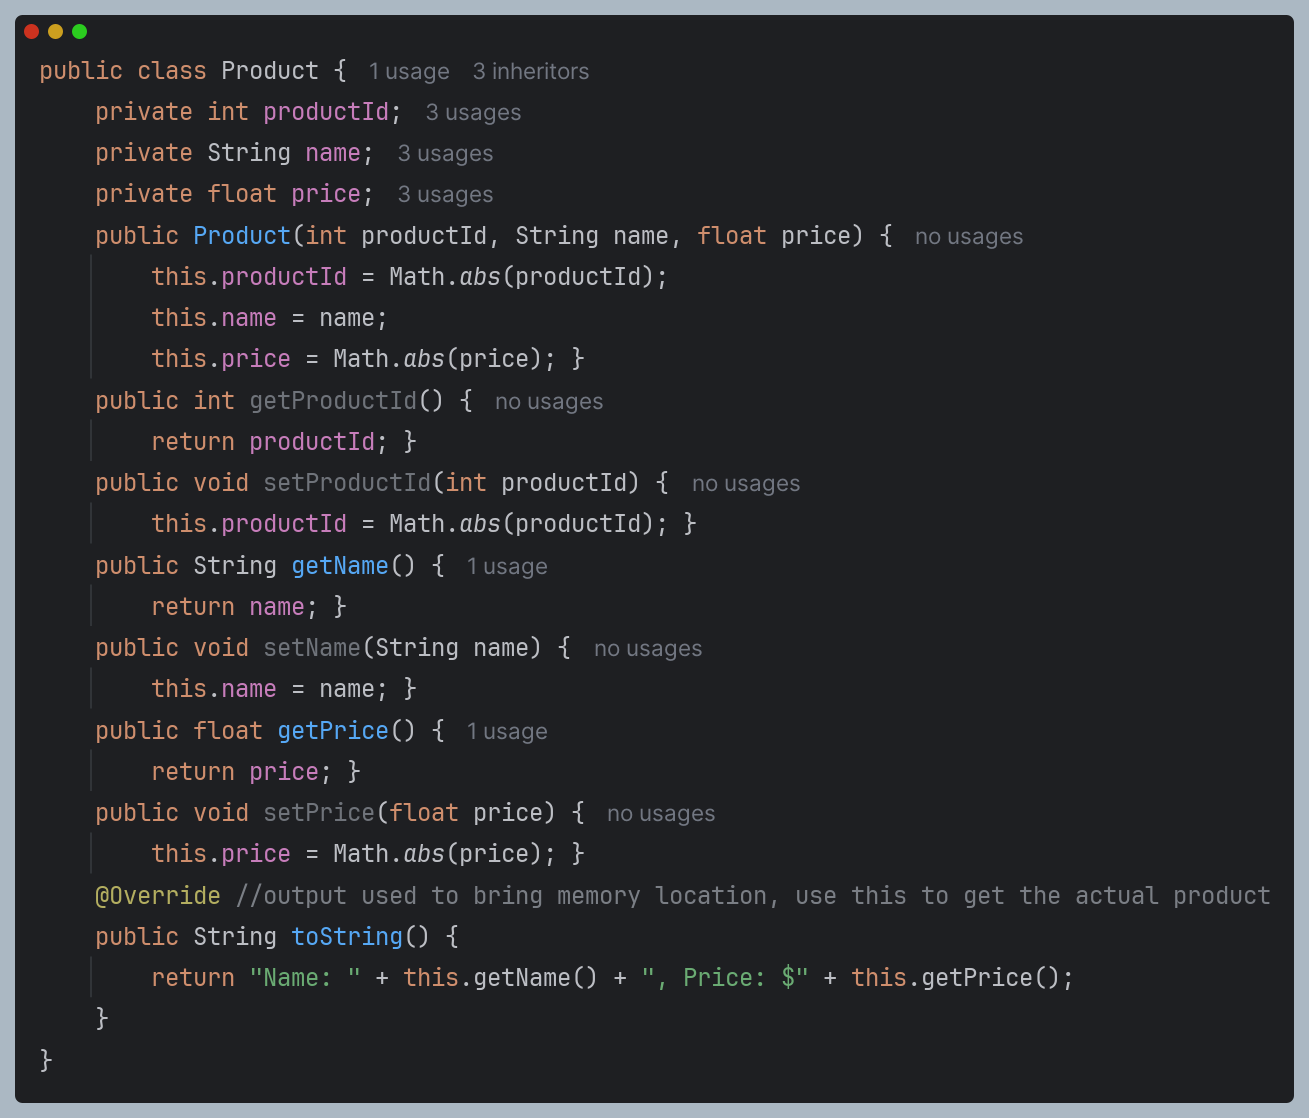 public class Product {  1 usage  3 inheritors
    private int productId;  3 usages
    private String name;  3 usages
    private float price;  3 usages
    public Product(int productId, String name, float price) {  no usages
        this.productId = Math.abs(productId);
        this.name = name;
        this.price = Math.abs(price); }
    public int getProductId() {  no usages
        return productId; }
    public void setProductId(int productId) {  no usages
        this.productId = Math.abs(productId); }
    public String getName() {  1 usage
        return name; }
    public void setName(String name) {  no usages
        this.name = name; }
    public float getPrice() {  1 usage
        return price; }
    public void setPrice(float price) {  no usages
        this.price = Math.abs(price); }
    @Override //output used to bring memory location, use this to get the actual product
    public String toString() {
        return "Name: " + this.getName() + ", Price: $" + this.getPrice();
    }
}